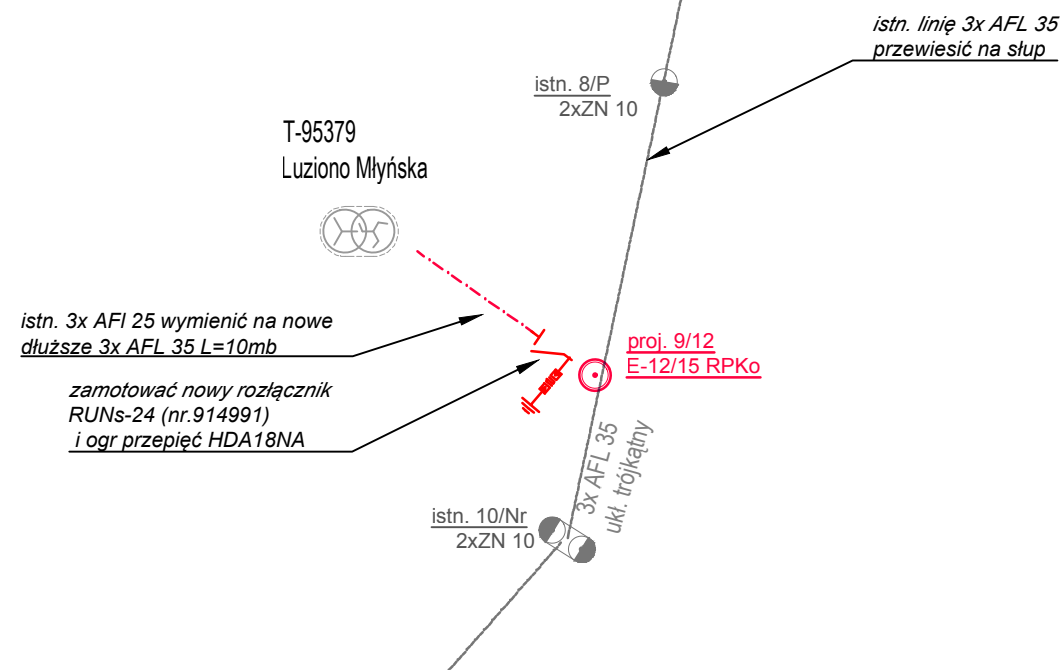 istn. linię 3x AFL 35
przewiesić na słup
istn. 8/P
2xZN 10
T-95379
Luziono Młyńska
istn. 3x AFl 25 wymienić na nowe
dłuższe 3x AFL 35 L=10mb
proj. 9/12
E-12/15 RPKo
zamotować nowy rozłącznik
RUNs-24 (nr.914991)
i ogr przepięć HDA18NA
3x AFL 35
ukł. trójkątny
istn. 10/Nr
2xZN 10